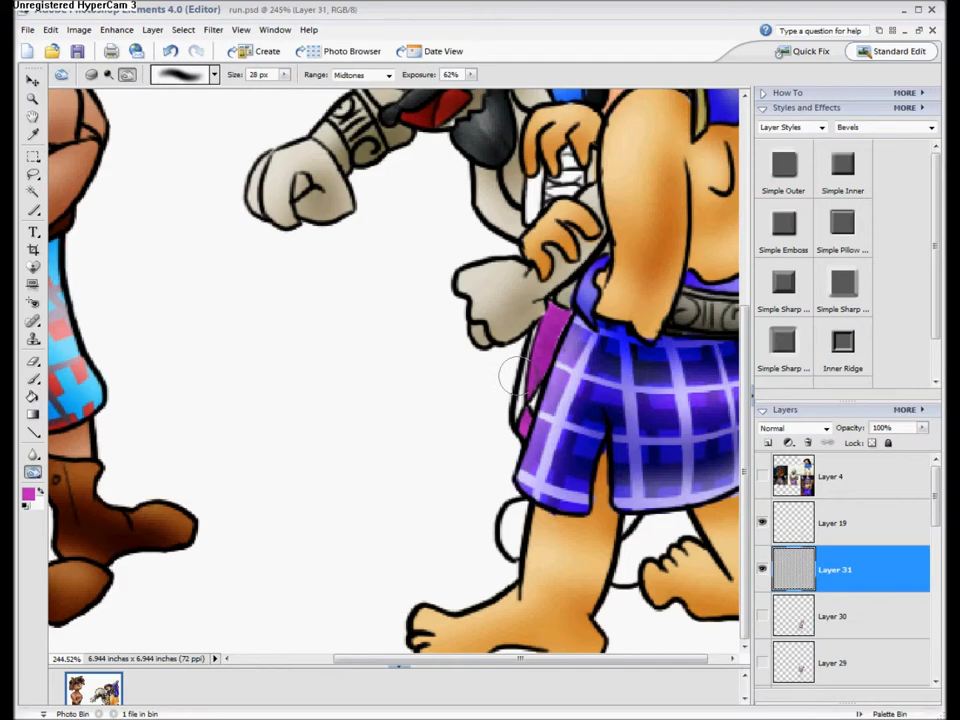 Unregistered HyperCam 3
Adobe Photoshop Elements 4.0 (Editor) run.psd @ 245% (Layer 31, RGB/8)
File Edit Image Enhance Layer Select Filter View Window Help
Type a question for help
Create Photo Browser Date View
Quick Fix Standard Edit
Size: 28 px Range: Midtones Exposure: 62%
How To MORE
Styles and Effects MORE
Layer Styles Bevels
Simple Outer Simple Inner
Simple Emboss Simple Pillow ...
Simple Sharp ... Simple Sharp ...
Simple Sharp ... Inner Ridge
Layers MORE
Normal Opacity: 100%
Lock:
Layer 4
Layer 19
Layer 31
Layer 30
Layer 29
244.52% 6.944 inches x 6.944 inches (72 ppi)
Photo Bin 1 file in bin Palette Bin